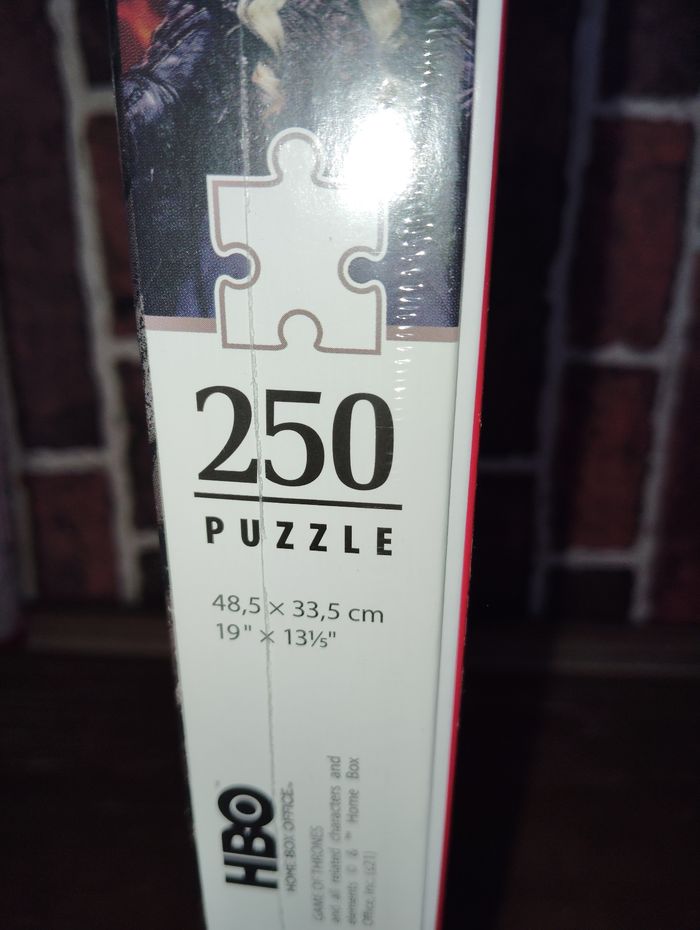 250
PUZZLE
48,5 × 33,5 cm
19" × 13⅕"
HBO
HOME BOX OFFICE®
GAME OF THRONES
and all related characters and
elements © & ™ Home Box
Office, Inc. (s21)